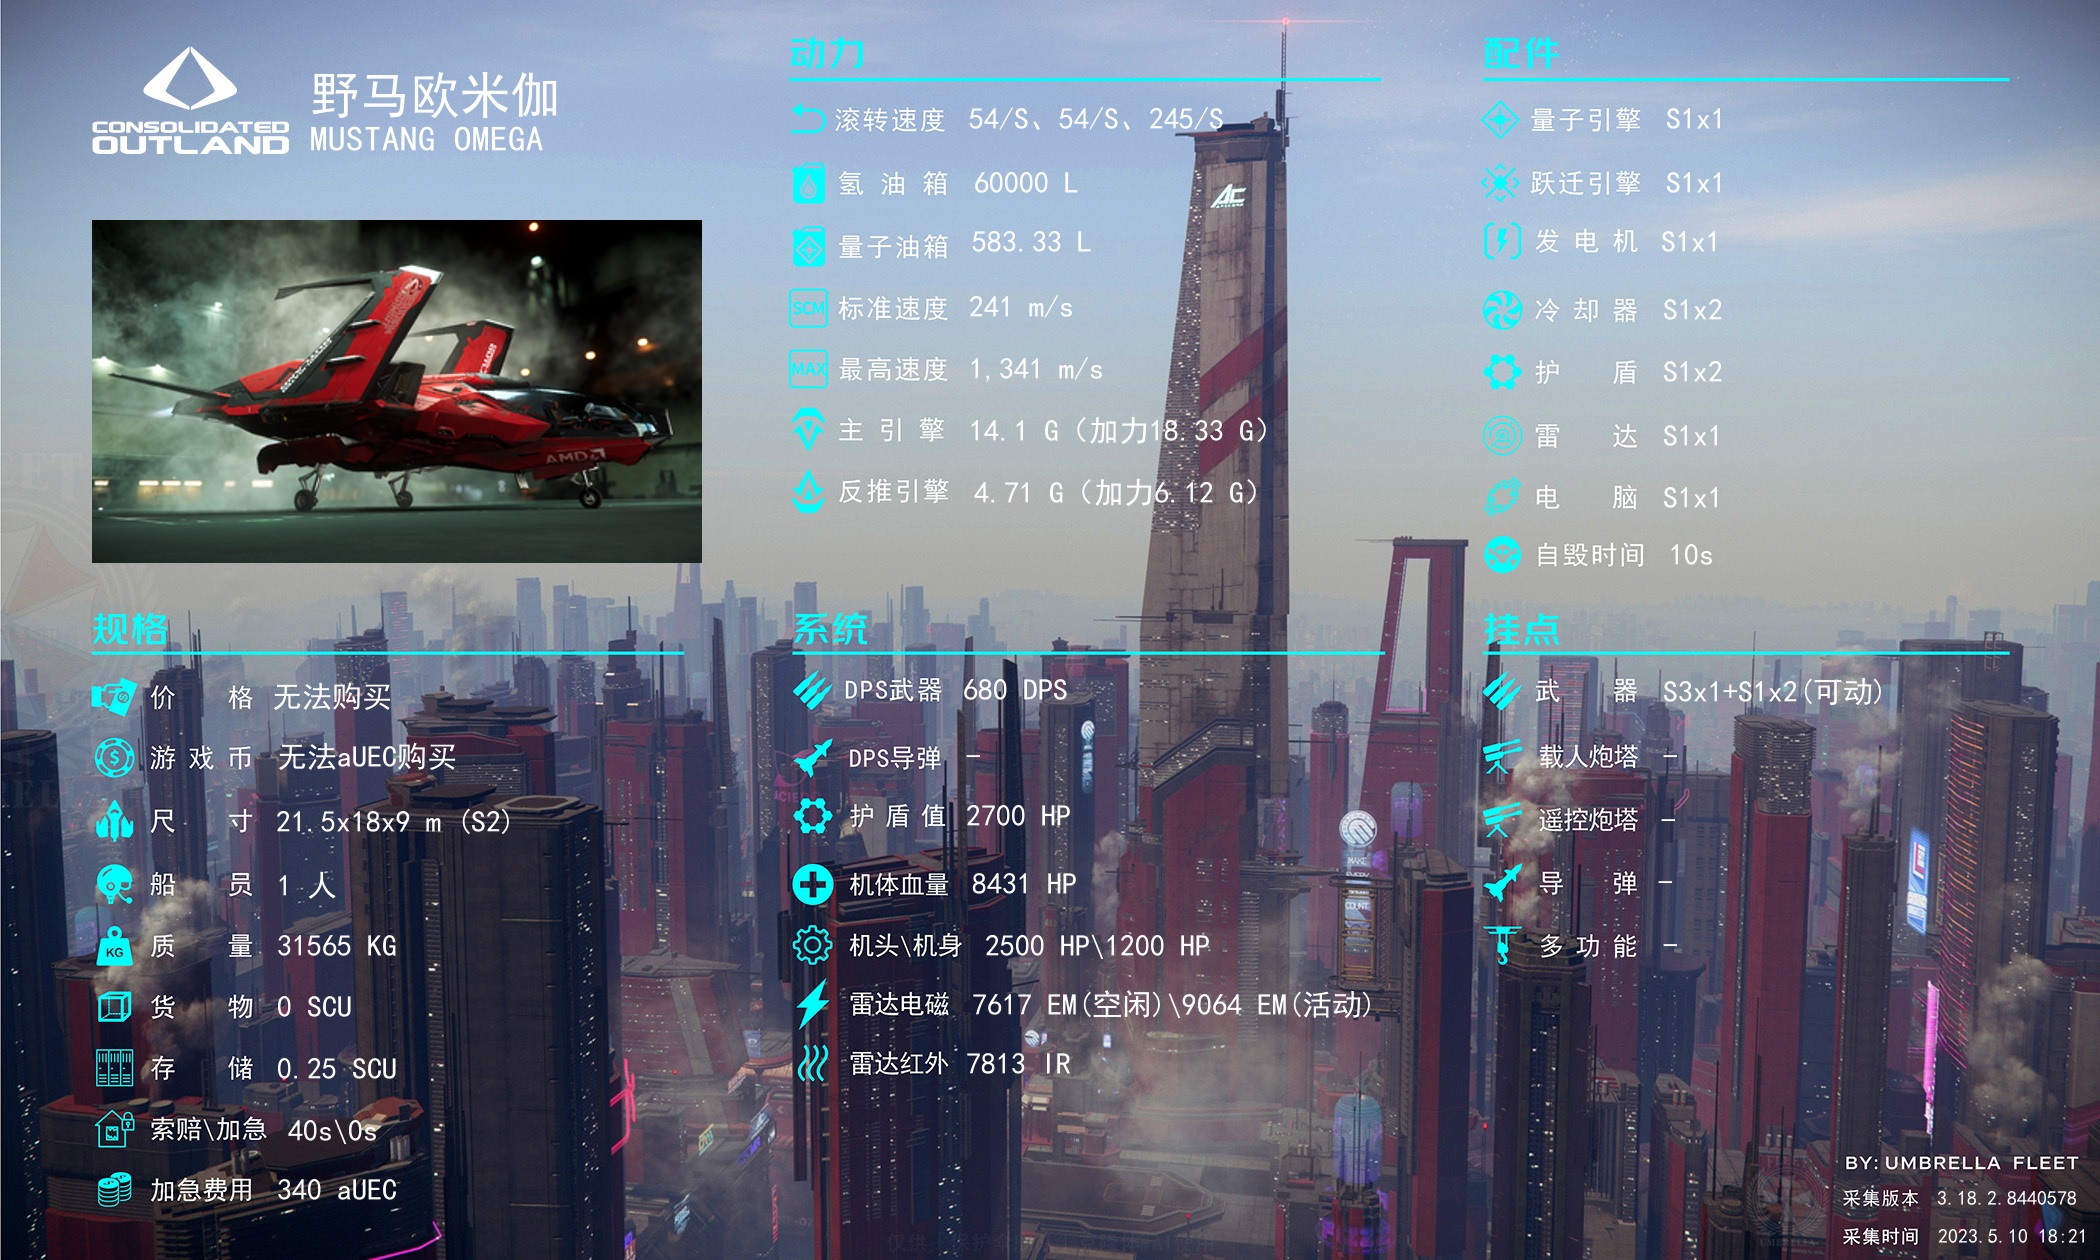 CONSOLIDATED
OUTLAND
野马欧米伽
MUSTANG OMEGA
AMD
规格
价 格 无法购买
游戏币 无法aUEC购买
尺 寸 21.5x18x9 m (S2)
船 员 1 人
KG
质 量 31565 KG
货 物 0 SCU
存 储 0.25 SCU
索赔\加急 40s\0s
加急费用 340 aUEC
动力
滚转速度 54/S、54/S、245/S
氢油箱 60000 L
量子油箱 583.33 L
SCM 标准速度 241 m/s
MAX 最高速度 1,341 m/s
主引擎 14.1 G（加力18.33 G）
反推引擎 4.71 G（加力6.12 G）
AC
系统
DPS武器 680 DPS
DPS导弹 -
护盾值 2700 HP
机体血量 8431 HP
机头\机身 2500 HP\1200 HP
雷达电磁 7617 EM(空闲)\9064 EM(活动)
雷达红外 7813 IR
MAKE
EVERY
COUNT
配件
量子引擎 S1x1
跃迁引擎 S1x1
发电机 S1x1
冷却器 S1x2
护 盾 S1x2
雷 达 S1x1
电 脑 S1x1
自毁时间 10s
挂点
武 器 S3x1+S1x2(可动)
载人炮塔 -
遥控炮塔 -
导 弹 -
多功能 -
BY: UMBRELLA FLEET
采集版本 3.18.2.8440578
采集时间 2023.5.10 18:21